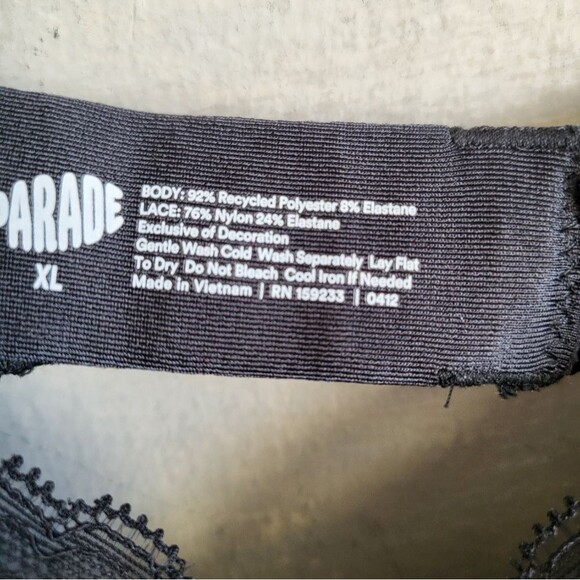 PARADE
XL
BODY: 92% Recycled Polyester 8% Elastane
LACE: 76% Nylon 24% Elastane
Exclusive of Decoration
Gentle Wash Cold Wash Separately Lay Flat
To Dry Do Not Bleach Cool Iron If Needed
Made in Vietnam | RN 159233 | 0412